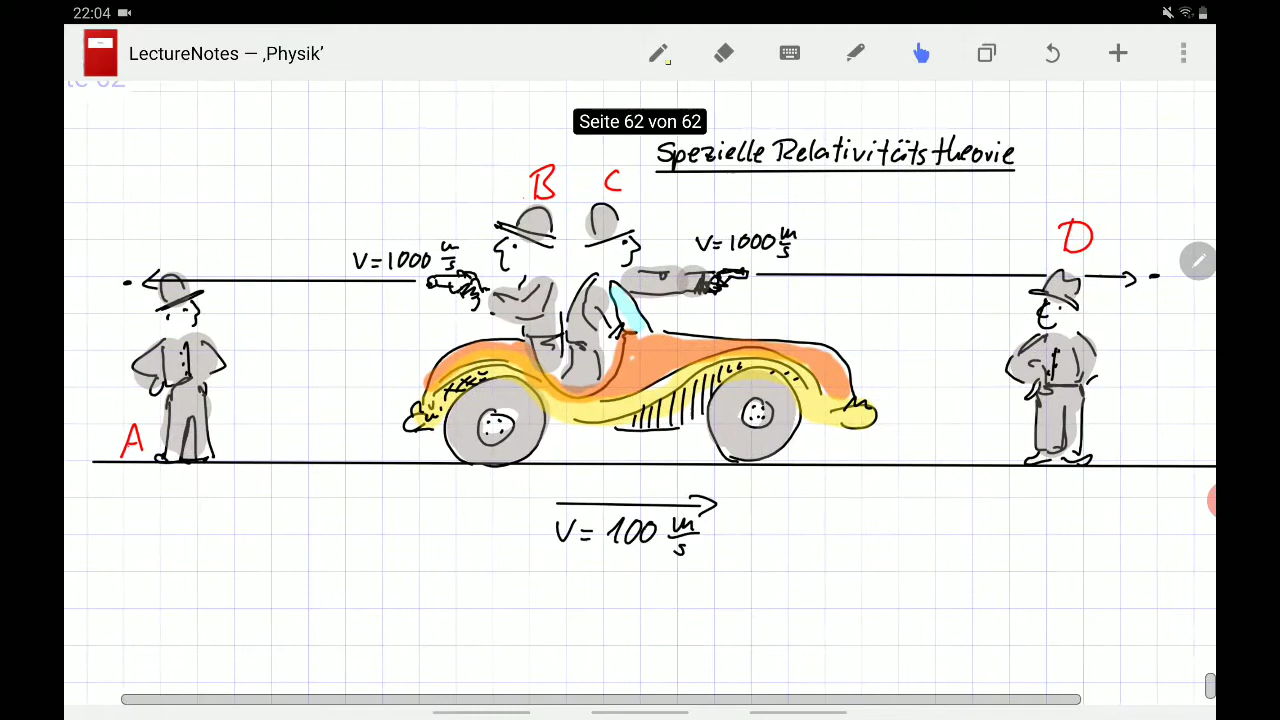 22:04
LectureNotes — ‚Physik’
Seite 62 von 62
Spezielle Relativitätstheorie
B C
D
V=1000 m/s
V=1000 m/s
A
V= 100 m/s